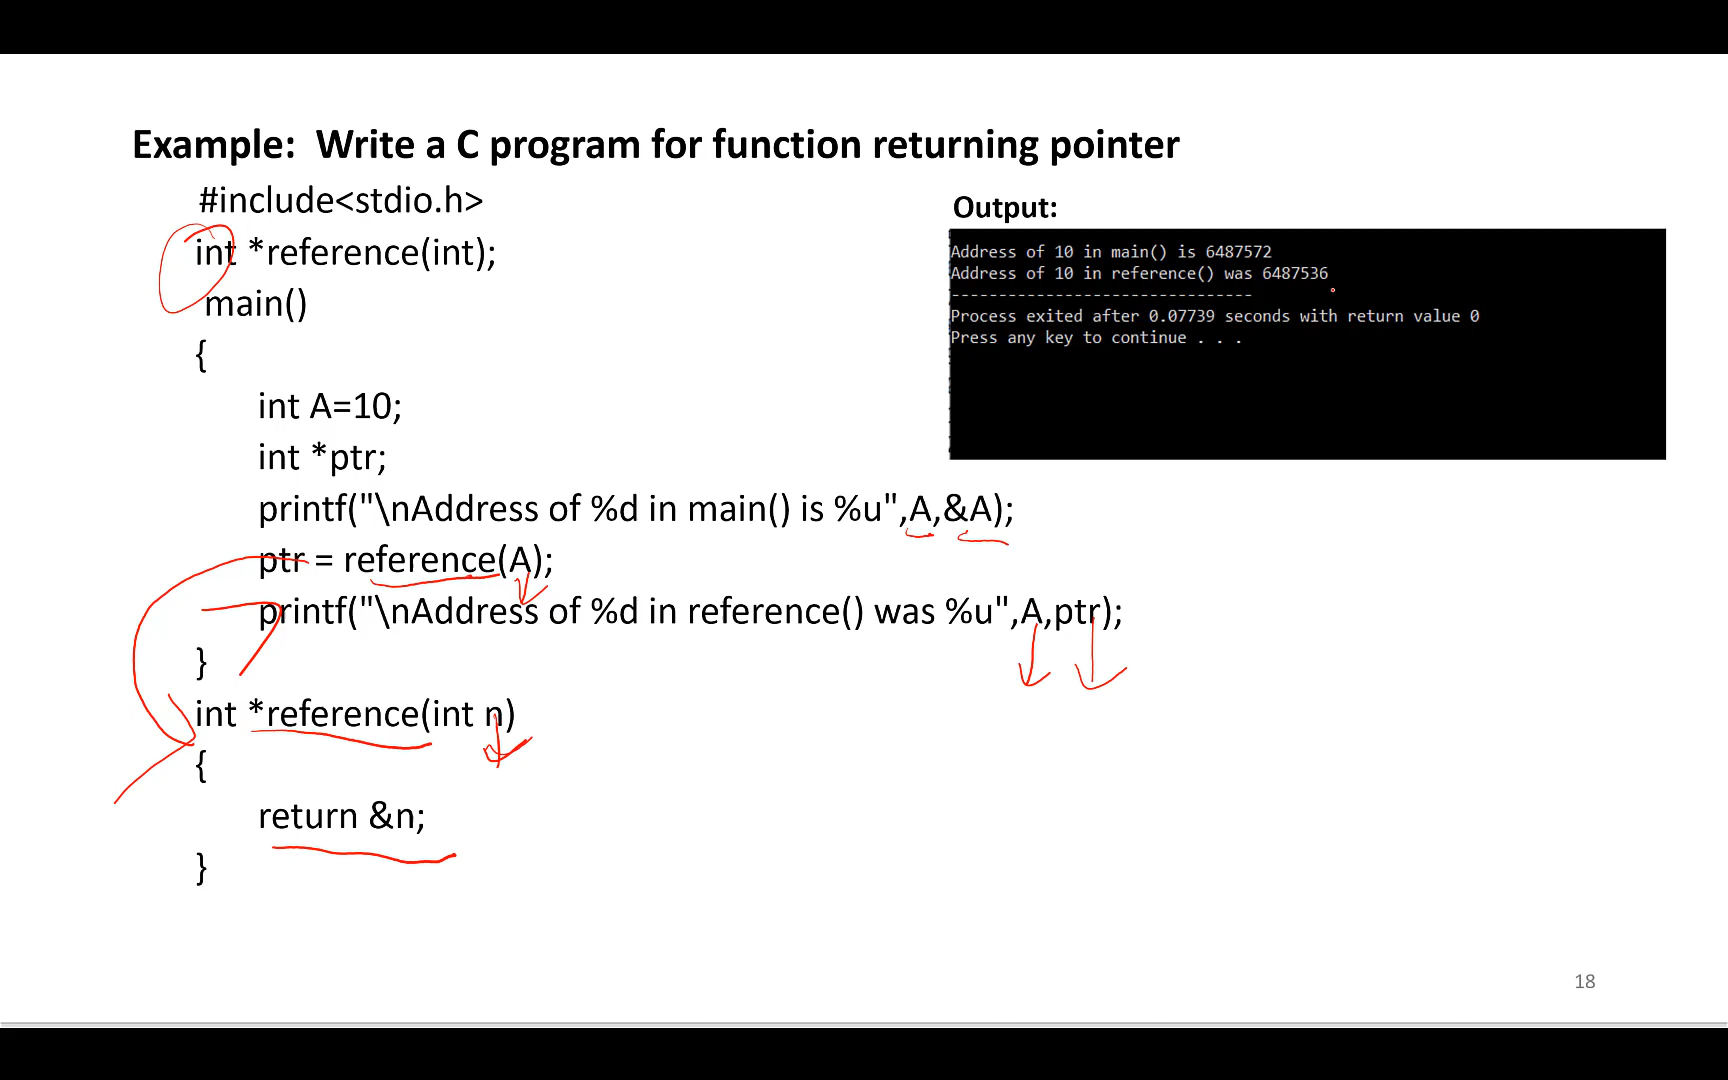 Example:  Write a C program for function returning pointer
#include<stdio.h>
int *reference(int);
main()
{
int A=10;
int *ptr;
printf("\nAddress of %d in main() is %u",A,&A);
ptr = reference(A);
printf("\nAddress of %d in reference() was %u",A,ptr);
}
int *reference(int n)
{
return &n;
}
Output:
Address of 10 in main() is 6487572
Address of 10 in reference() was 6487536
--------------------------------
Process exited after 0.07739 seconds with return value 0
Press any key to continue . . .
18